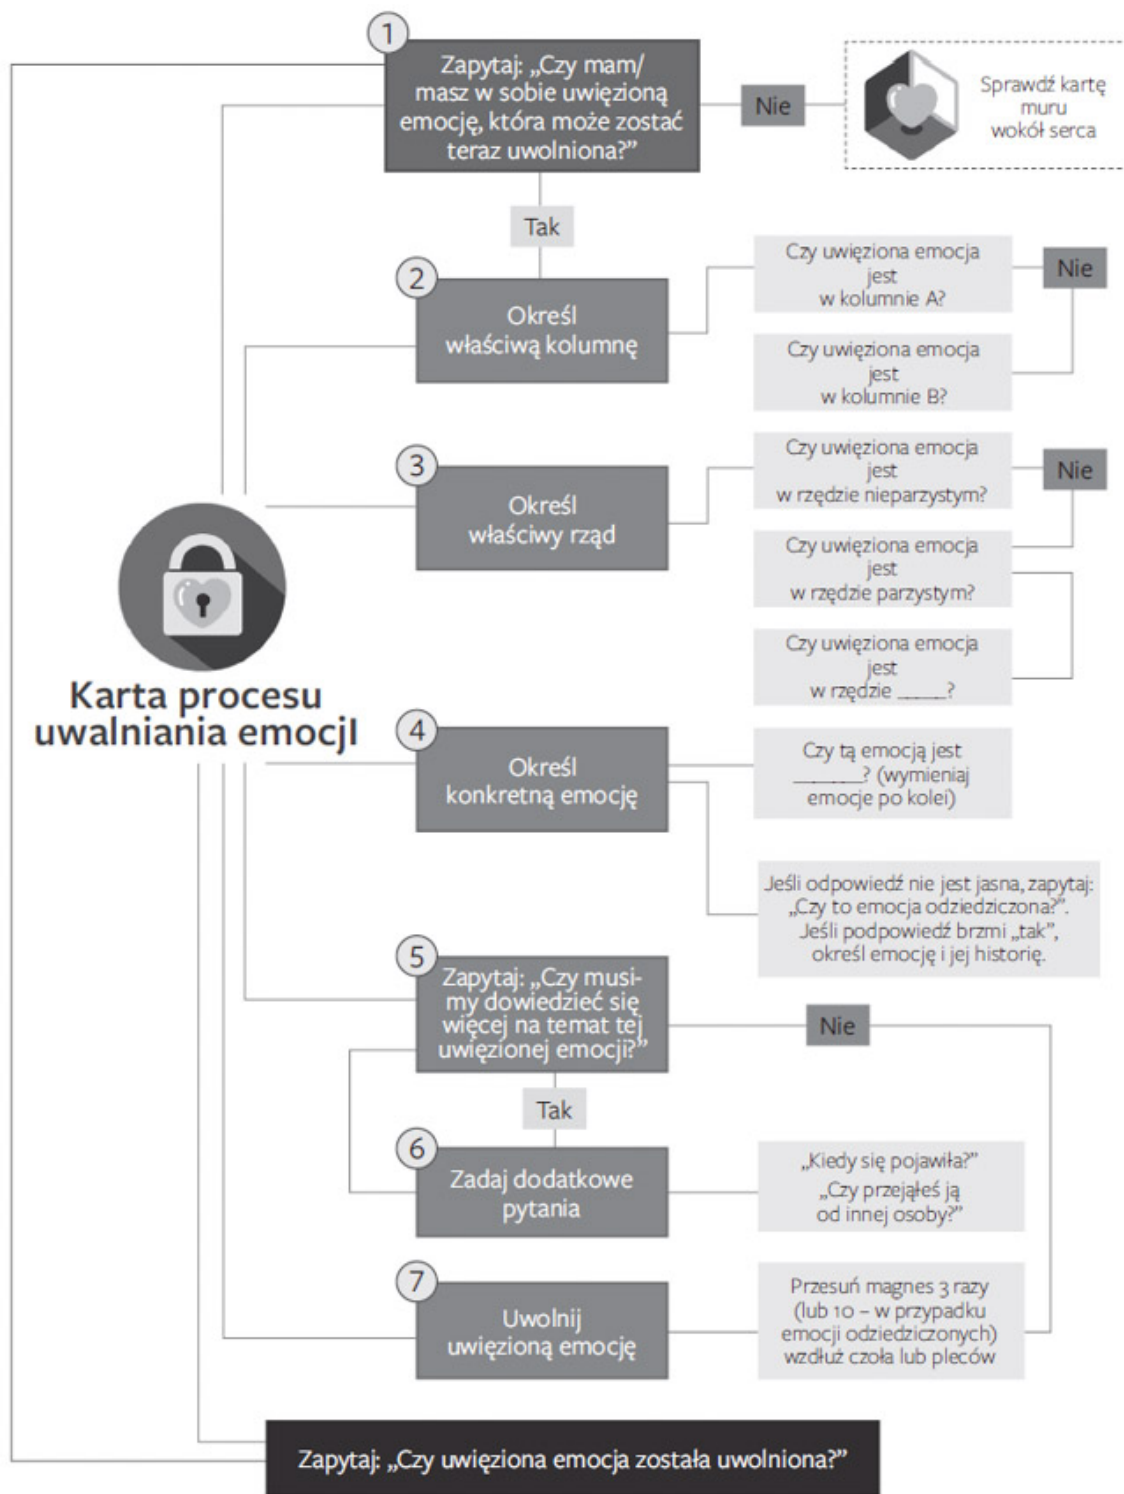 1
Zapytaj: „Czy mam/
masz w sobie uwięzioną
emocję, która może zostać
teraz uwolniona?”
Nie
Sprawdź kartę
muru
wokół serca
Tak
2
Określ
właściwą kolumnę
Czy uwięziona emocja
jest
w kolumnie A?
Nie
Czy uwięziona emocja
jest
w kolumnie B?
3
Określ
właściwy rząd
Czy uwięziona emocja
jest
w rzędzie nieparzystym?
Nie
Czy uwięziona emocja
jest
w rzędzie parzystym?
Czy uwięziona emocja
jest
w rzędzie _____?
Karta procesu
uwalniania emocjI
4
Określ
konkretną emocję
Czy tą emocją jest
_______? (wymieniaj
emocje po kolei)
Jeśli odpowiedź nie jest jasna, zapytaj:
„Czy to emocja odziedziczona?”.
Jeśli podpowiedź brzmi „tak”,
określ emocję i jej historię.
5
Zapytaj: „Czy musi-
my dowiedzieć się
więcej na temat tej
uwięzionej emocji?”
Nie
Tak
6
Zadaj dodatkowe
pytania
„Kiedy się pojawiła?”
„Czy przejąłeś ją
od innej osoby?”
7
Uwolnij
uwięzioną emocję
Przesuń magnes 3 razy
(lub 10 – w przypadku
emocji odziedziczonych)
wzdłuż czoła lub pleców
Zapytaj: „Czy uwięziona emocja została uwolniona?”